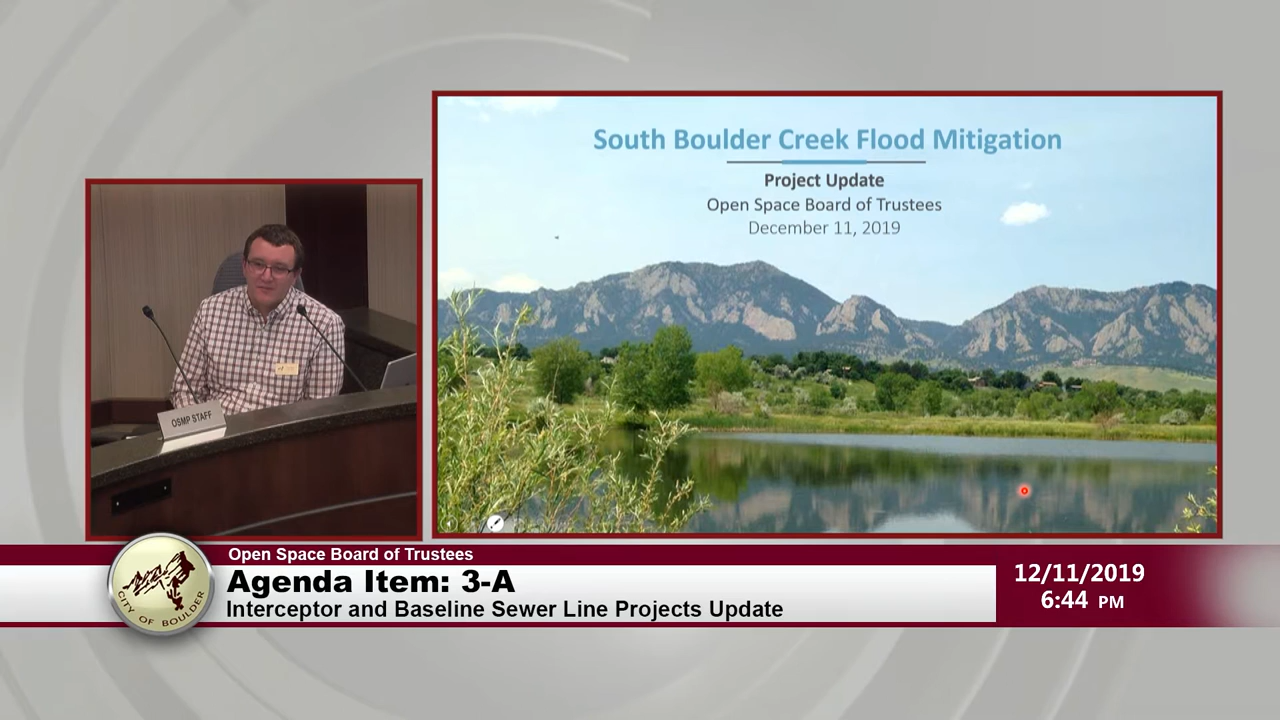 South Boulder Creek Flood Mitigation
Project Update
Open Space Board of Trustees
December 11, 2019
OSMP STAFF
Open Space Board of Trustees
Agenda Item: 3-A
Interceptor and Baseline Sewer Line Projects Update
12/11/2019
6:44 PM
CITY OF BOULDER